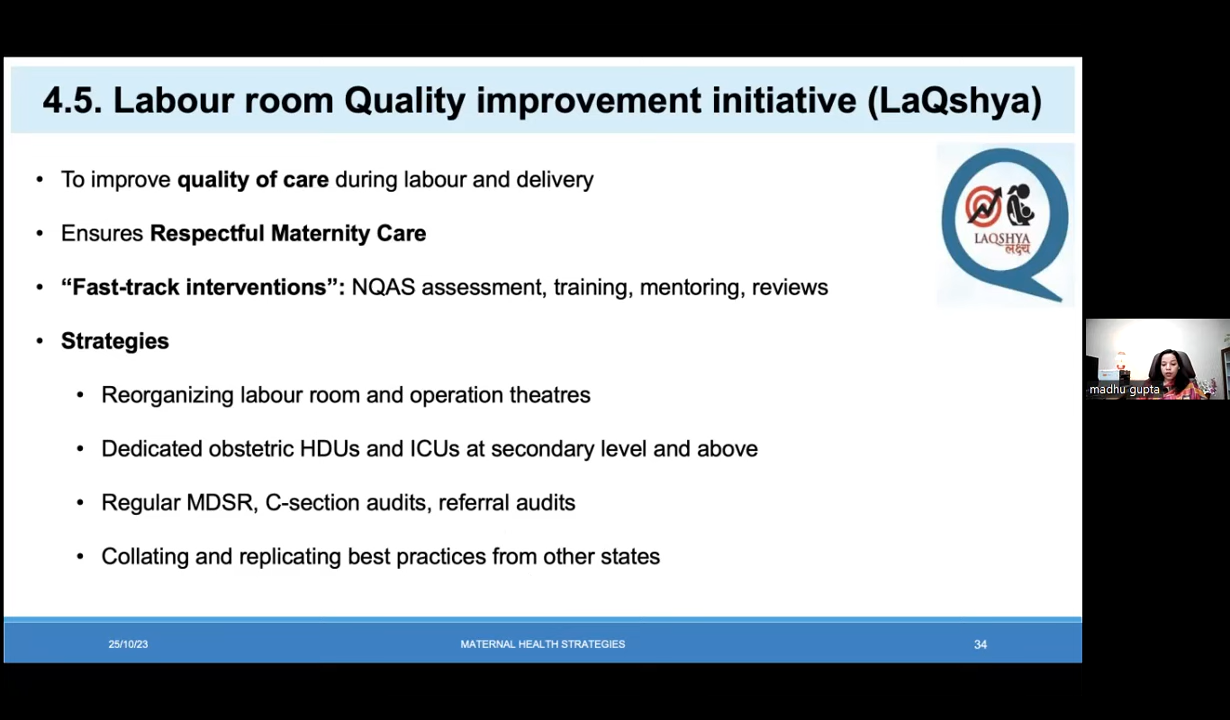 4.5. Labour room Quality improvement initiative (LaQshya)
• To improve quality of care during labour and delivery
• Ensures Respectful Maternity Care
• “Fast-track interventions”: NQAS assessment, training, mentoring, reviews
• Strategies
• Reorganizing labour room and operation theatres
• Dedicated obstetric HDUs and ICUs at secondary level and above
• Regular MDSR, C-section audits, referral audits
• Collating and replicating best practices from other states
LAQSHYA
लक्ष्य
madhu gupta
25/10/23 MATERNAL HEALTH STRATEGIES 34